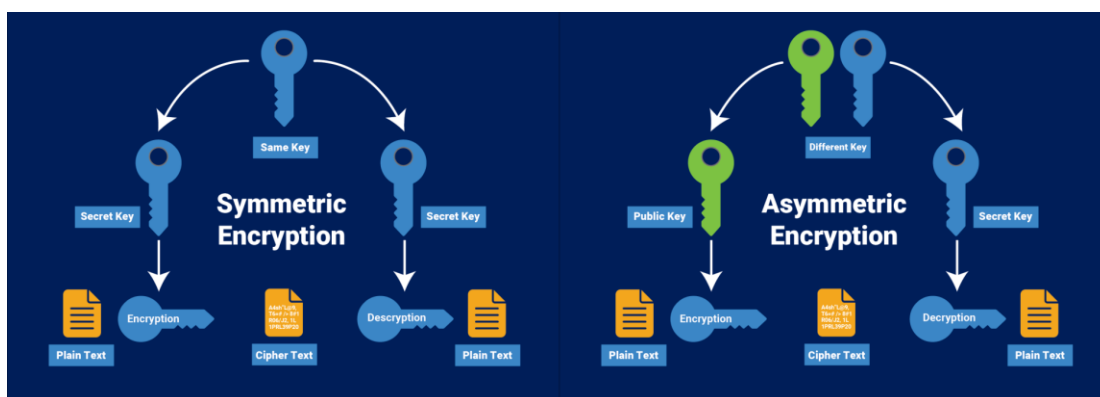 Same Key
Secret Key
Symmetric
Encryption
Secret Key
Encryption
Descryption
Plain Text
Cipher Text
Plain Text
Different Key
Public Key
Asymmetric
Encryption
Secret Key
Encryption
Decryption
Plain Text
Cipher Text
Plain Text